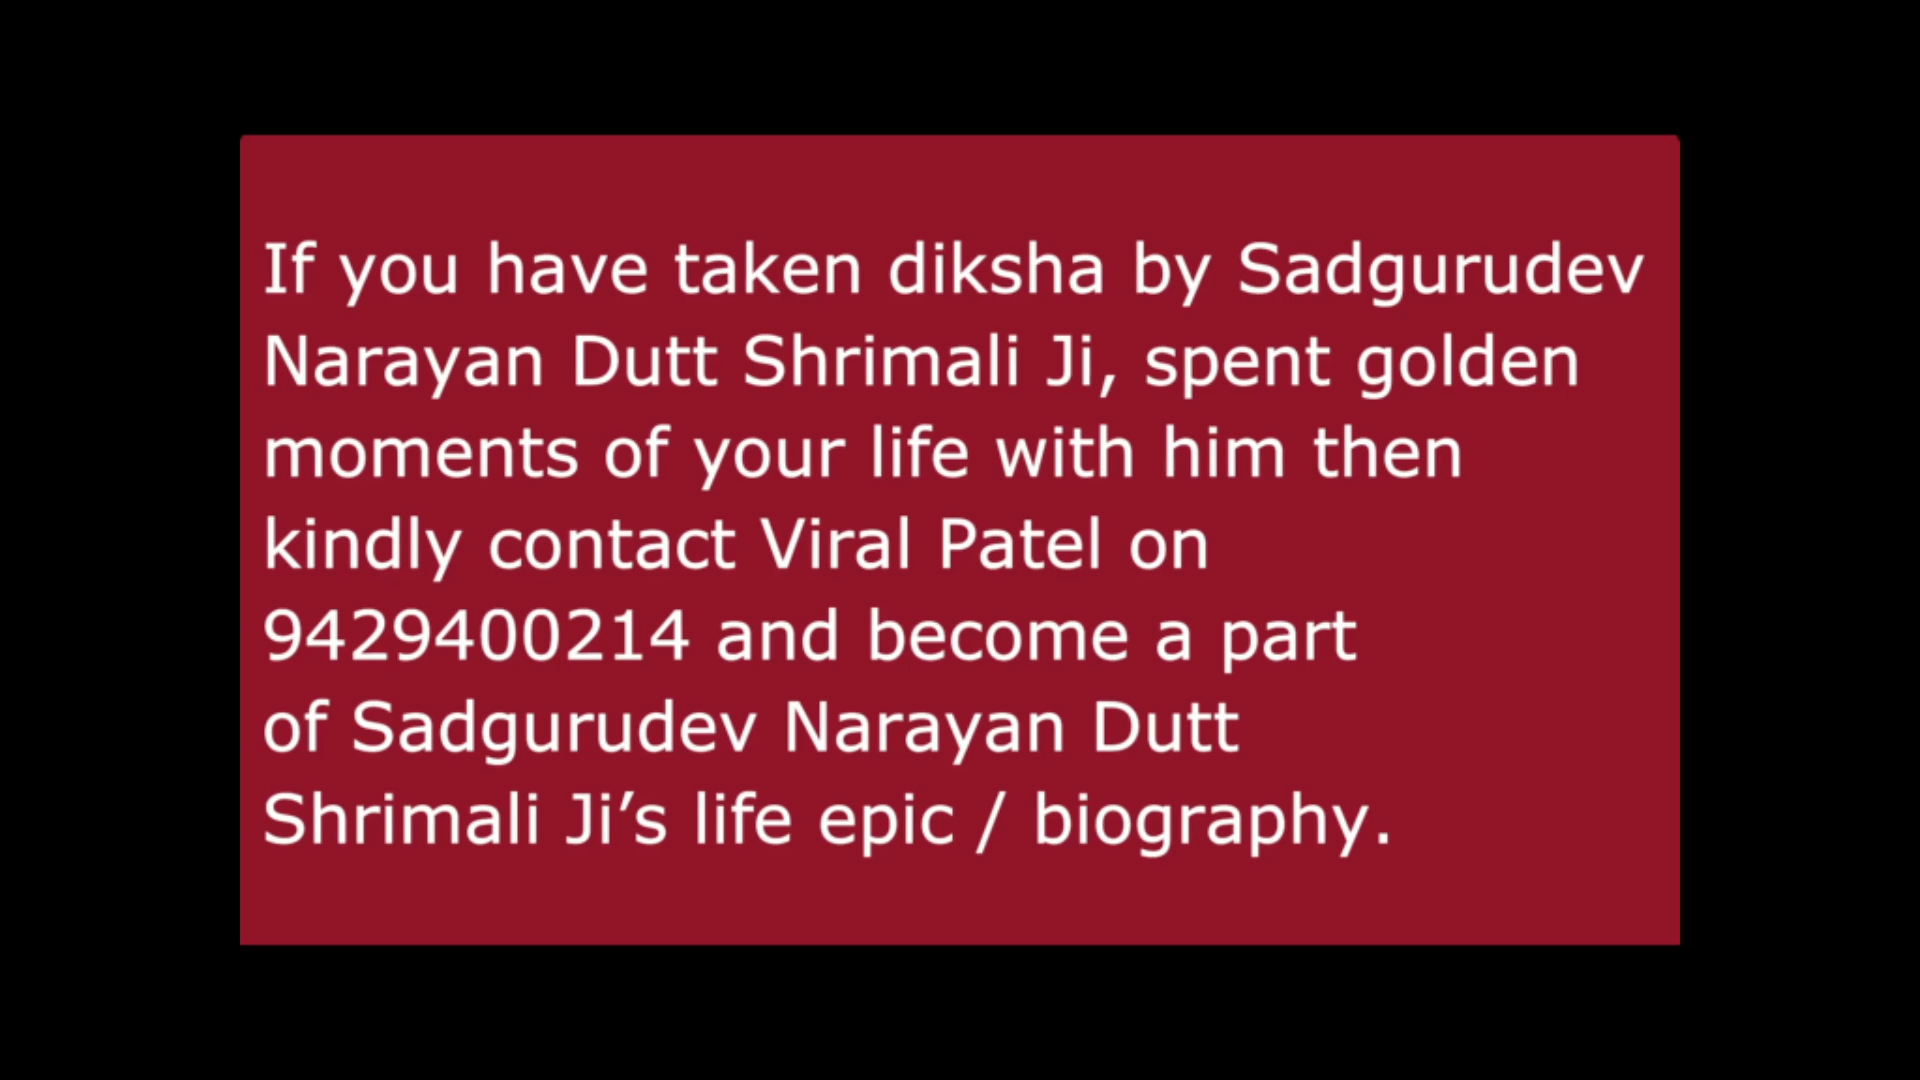 If you have taken diksha by Sadgurudev
Narayan Dutt Shrimali Ji, spent golden
moments of your life with him then
kindly contact Viral Patel on
9429400214 and become a part
of Sadgurudev Narayan Dutt
Shrimali Ji’s life epic / biography.